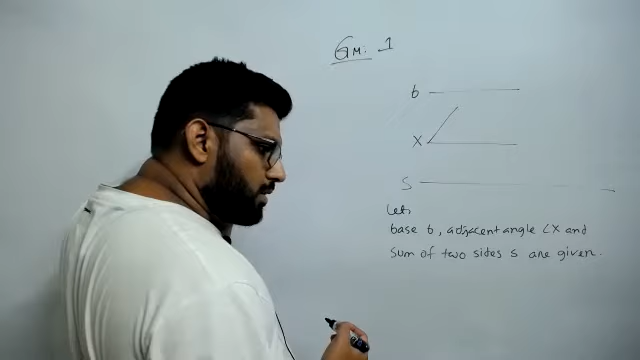 Gm: 1
b
X
S
Let,
base b, adjacent angle ∠X and
sum of two sides s are given.